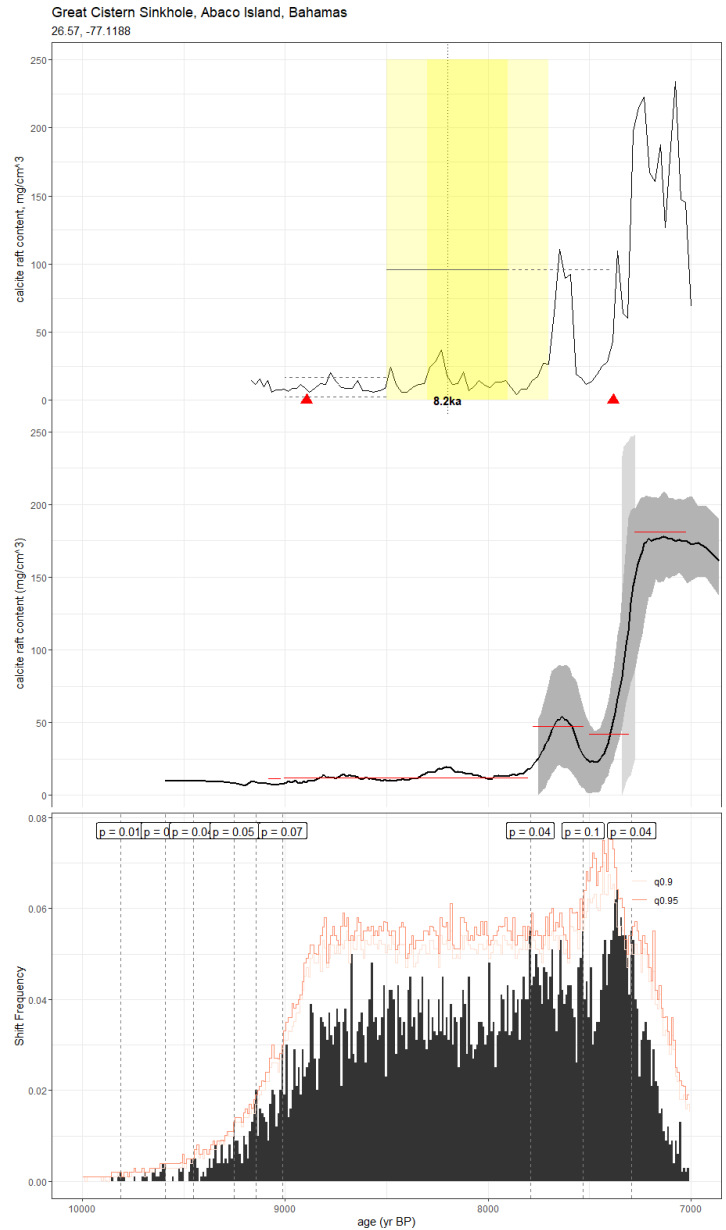 Great Cistern Sinkhole, Abaco Island, Bahamas
26.57, -77.1188
calcite raft content, mg/cm^3
250
200
150
100
50
0
8.2ka
calcite raft content (mg/cm^3)
250
200
150
100
50
0
Shift Frequency
0.08
0.06
0.04
0.02
0.00
p = 0.01
p = 0.04
p = 0.05
p = 0.07
p = 0.04
p = 0.1
p = 0.04
q0.9
q0.95
10000
9000
8000
7000
age (yr BP)